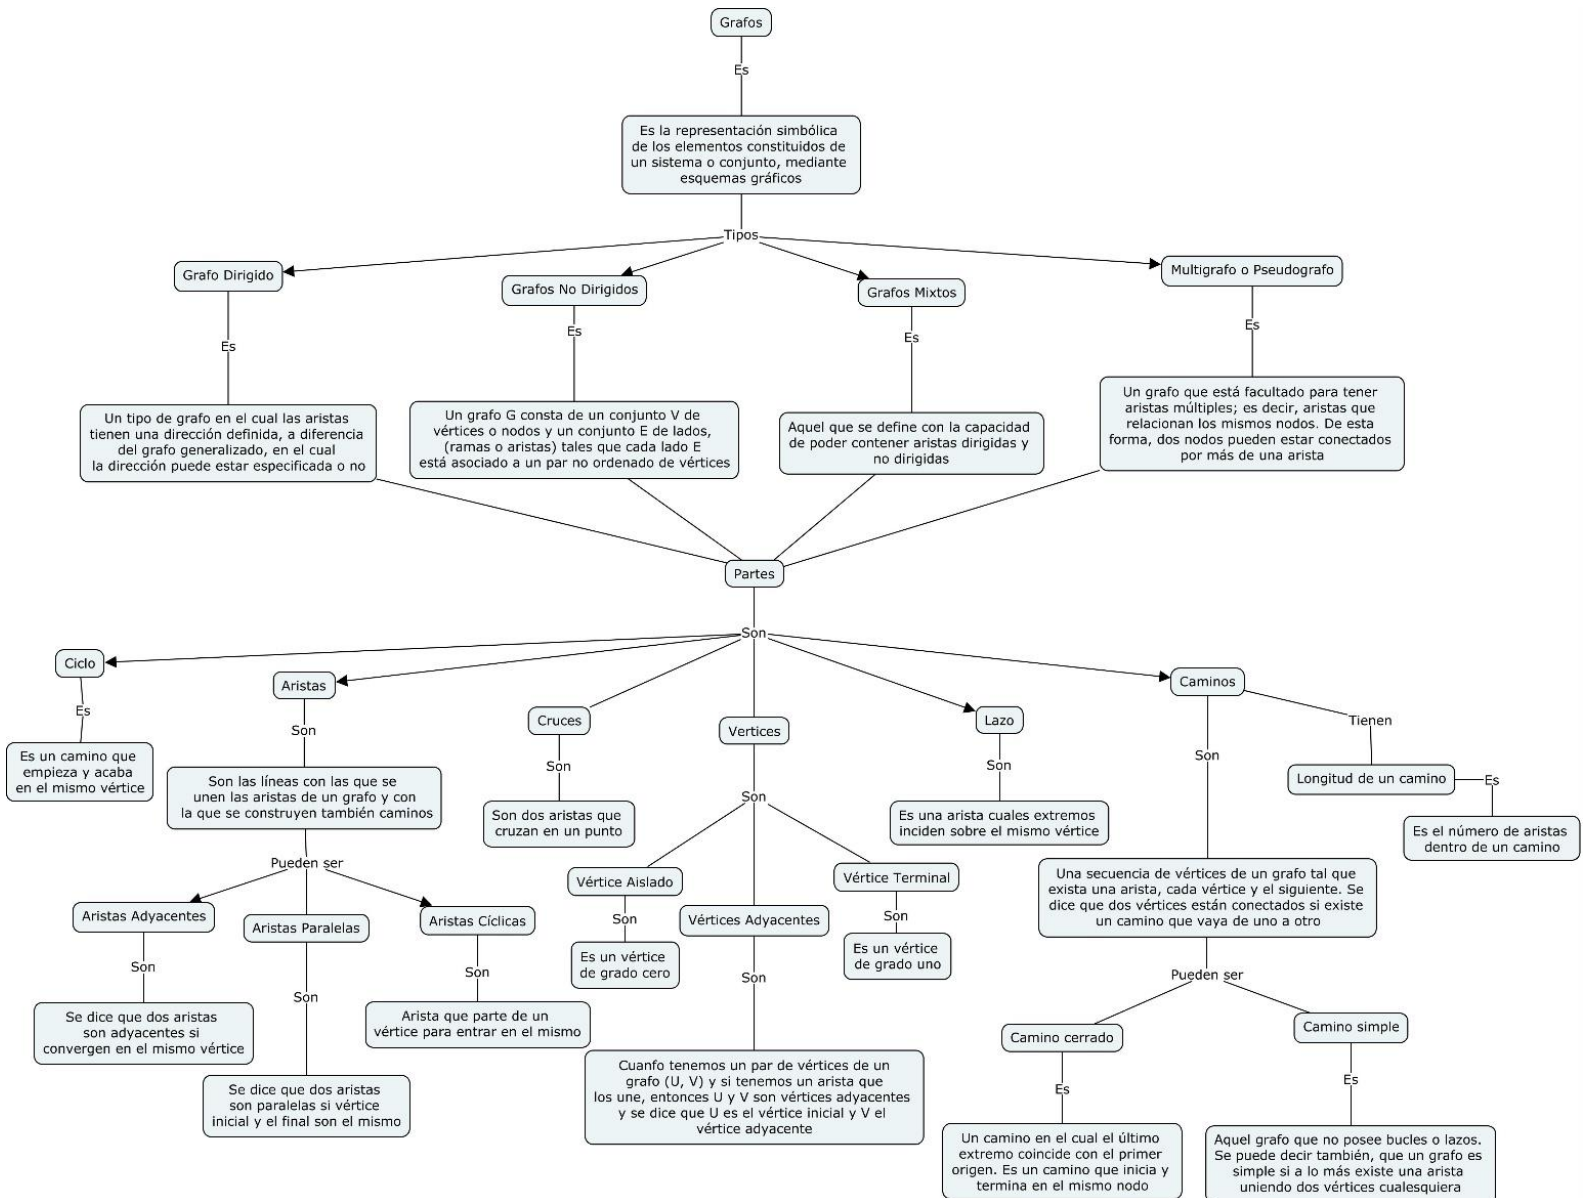 Grafos
Es
Es la representación simbólica
de los elementos constituidos de
un sistema o conjunto, mediante
esquemas gráficos
Tipos
Grafo Dirigido
Es
Un tipo de grafo en el cual las aristas
tienen una dirección definida, a diferencia
del grafo generalizado, en el cual
la dirección puede estar especificada o no
Grafos No Dirigidos
Es
Un grafo G consta de un conjunto V de
vértices o nodos y un conjunto E de lados,
(ramas o aristas) tales que cada lado E
está asociado a un par no ordenado de vértices
Grafos Mixtos
Es
Aquel que se define con la capacidad
de poder contener aristas dirigidas y
no dirigidas
Multigrafo o Pseudografo
Es
Un grafo que está facultado para tener
aristas múltiples; es decir, aristas que
relacionan los mismos nodos. De esta
forma, dos nodos pueden estar conectados
por más de una arista
Partes
Son
Ciclo
Es
Es un camino que
empieza y acaba
en el mismo vértice
Aristas
Son
Son las líneas con las que se
unen las aristas de un grafo y con
la que se construyen también caminos
Pueden ser
Aristas Adyacentes
Son
Se dice que dos aristas
son adyacentes si
convergen en el mismo vértice
Aristas Paralelas
Son
Se dice que dos aristas
son paralelas si vértice
inicial y el final son el mismo
Aristas Cíclicas
Son
Arista que parte de un
vértice para entrar en el mismo
Cruces
Son
Son dos aristas que
cruzan en un punto
Vertices
Son
Vértice Aislado
Son
Es un vértice
de grado cero
Vértices Adyacentes
Son
Cuanfo tenemos un par de vértices de un
grafo (U, V) y si tenemos un arista que
los une, entonces U y V son vértices adyacentes
y se dice que U es el vértice inicial y V el
vértice adyacente
Vértice Terminal
Son
Es un vértice
de grado uno
Lazo
Son
Es una arista cuales extremos
inciden sobre el mismo vértice
Caminos
Son
Una secuencia de vértices de un grafo tal que
exista una arista, cada vértice y el siguiente. Se
dice que dos vértices están conectados si existe
un camino que vaya de uno a otro
Pueden ser
Camino cerrado
Es
Un camino en el cual el último
extremo coincide con el primer
origen. Es un camino que inicia y
termina en el mismo nodo
Camino simple
Es
Aquel grafo que no posee bucles o lazos.
Se puede decir también, que un grafo es
simple si a lo más existe una arista
uniendo dos vértices cualesquiera
Tienen
Longitud de un camino
Es
Es el número de aristas
dentro de un camino